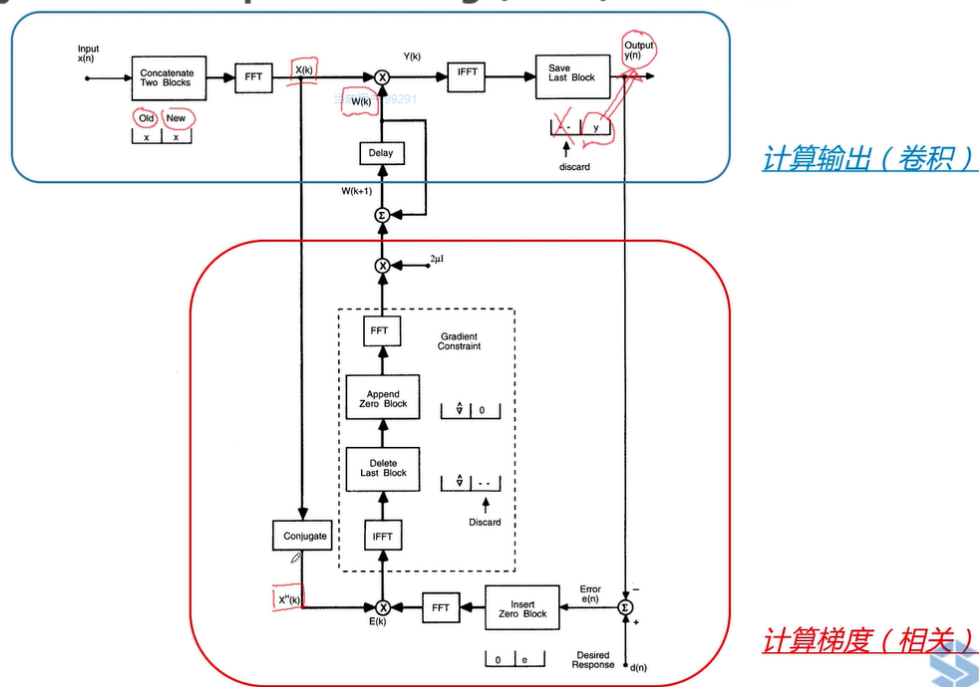 Input
x(n)
Concatenate
Two Blocks
FFT
X(k)
Y(k)
IFFT
Save
Last Block
Output
y(n)
Old New
x x
W(k)
99291
- - y
discard
Delay
计算输出（卷积）
W(k+1)
Σ
X
2μI
FFT
Gradient
Constraint
Append
Zero Block
∇̂ 0
Delete
Last Block
∇̂ - -
Discard
Conjugate
IFFT
Xᴴ(k)
X
E(k)
FFT
Insert
Zero Block
Error
e(n)
−
Σ
+
0 e
Desired
Response
d(n)
计算梯度（相关）